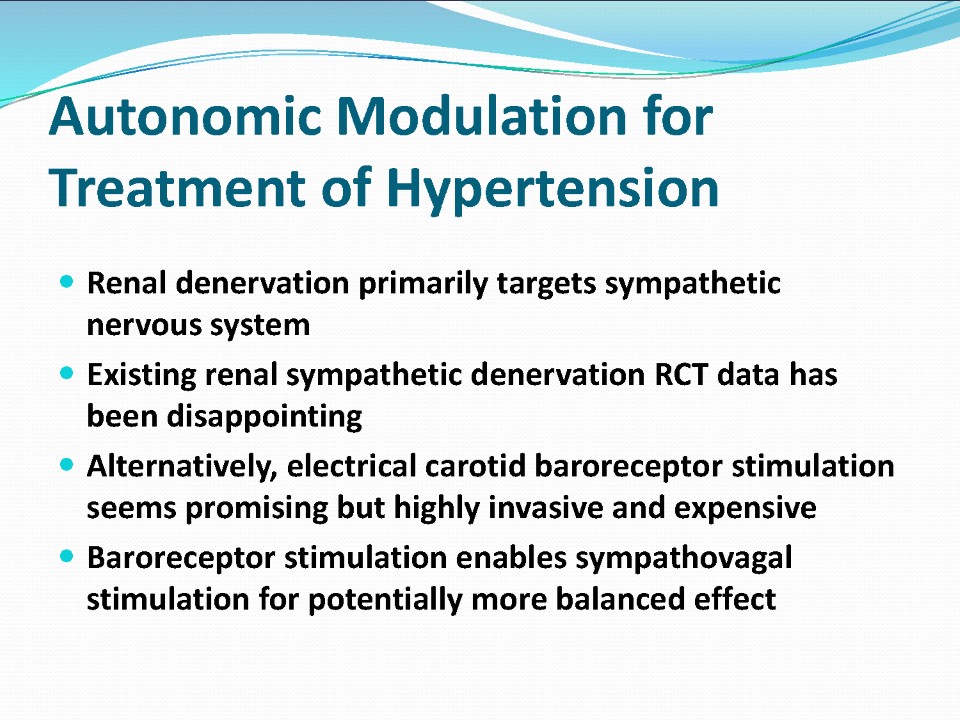 Autonomic Modulation for
Treatment of Hypertension
• Renal denervation primarily targets sympathetic
nervous system
• Existing renal sympathetic denervation RCT data has
been disappointing
• Alternatively, electrical carotid baroreceptor stimulation
seems promising but highly invasive and expensive
• Baroreceptor stimulation enables sympathovagal
stimulation for potentially more balanced effect